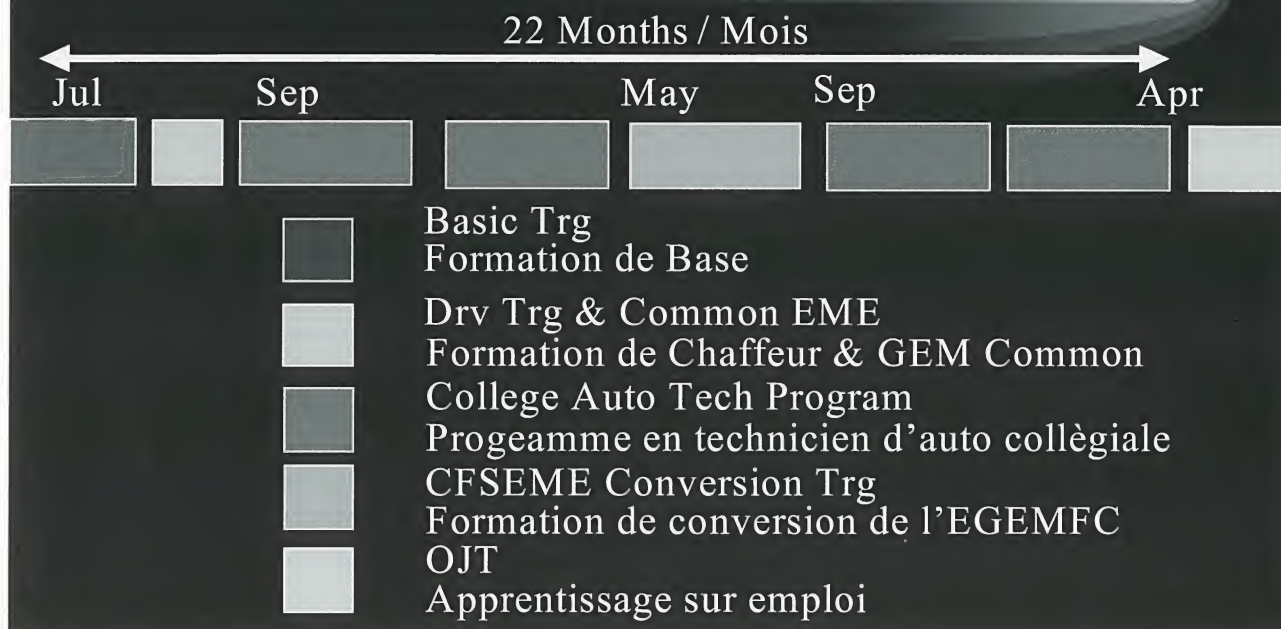 22 Months / Mois
Jul Sep May Sep Apr
Basic Trg
Formation de Base
Drv Trg & Common EME
Formation de Chaffeur & GEM Common
College Auto Tech Program
Progeamme en technicien d'auto collègiale
CFSEME Conversion Trg
Formation de conversion de l'EGEMFC
OJT
Apprentissage sur emploi